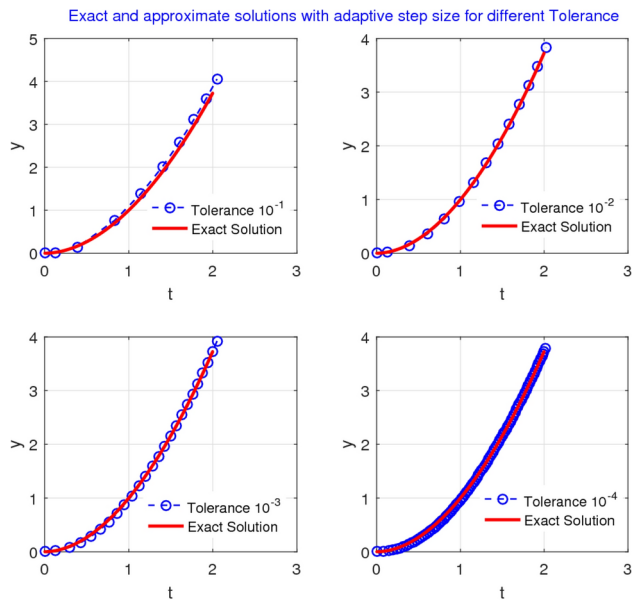 Exact and approximate solutions with adaptive step size for different Tolerance
5
4
3
2
1
0
y
0 1 2 3
t
Tolerance 10^-1
Exact Solution
4
3
2
1
0
y
0 1 2 3
t
Tolerance 10^-2
Exact Solution
4
3
2
1
0
y
0 1 2 3
t
Tolerance 10^-3
Exact Solution
4
3
2
1
0
y
0 1 2 3
t
Tolerance 10^-4
Exact Solution